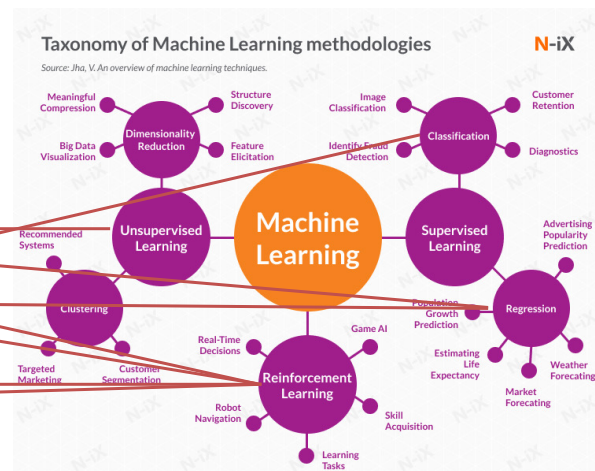 Taxonomy of Machine Learning methodologies
N-iX
Source: Jha, V. An overview of machine learning techniques.
Meaningful
Compression
Structure
Discovery
Dimensionality
Reduction
Big Data
Visualization
Feature
Elicitation
Image
Classification
Customer
Retention
Classification
Identify Fraud
Detection
Diagnostics
Machine
Learning
Unsupervised
Learning
Supervised
Learning
Recommended
Systems
Advertising
Popularity
Prediction
Clustering
Targeted
Marketing
Customer
Segmentation
Population
Growth
Prediction
Regression
Estimating
Life
Expectancy
Market
Forecating
Weather
Forecating
Real-Time
Decisions
Game AI
Reinforcement
Learning
Robot
Navigation
Skill
Acquisition
Learning
Tasks